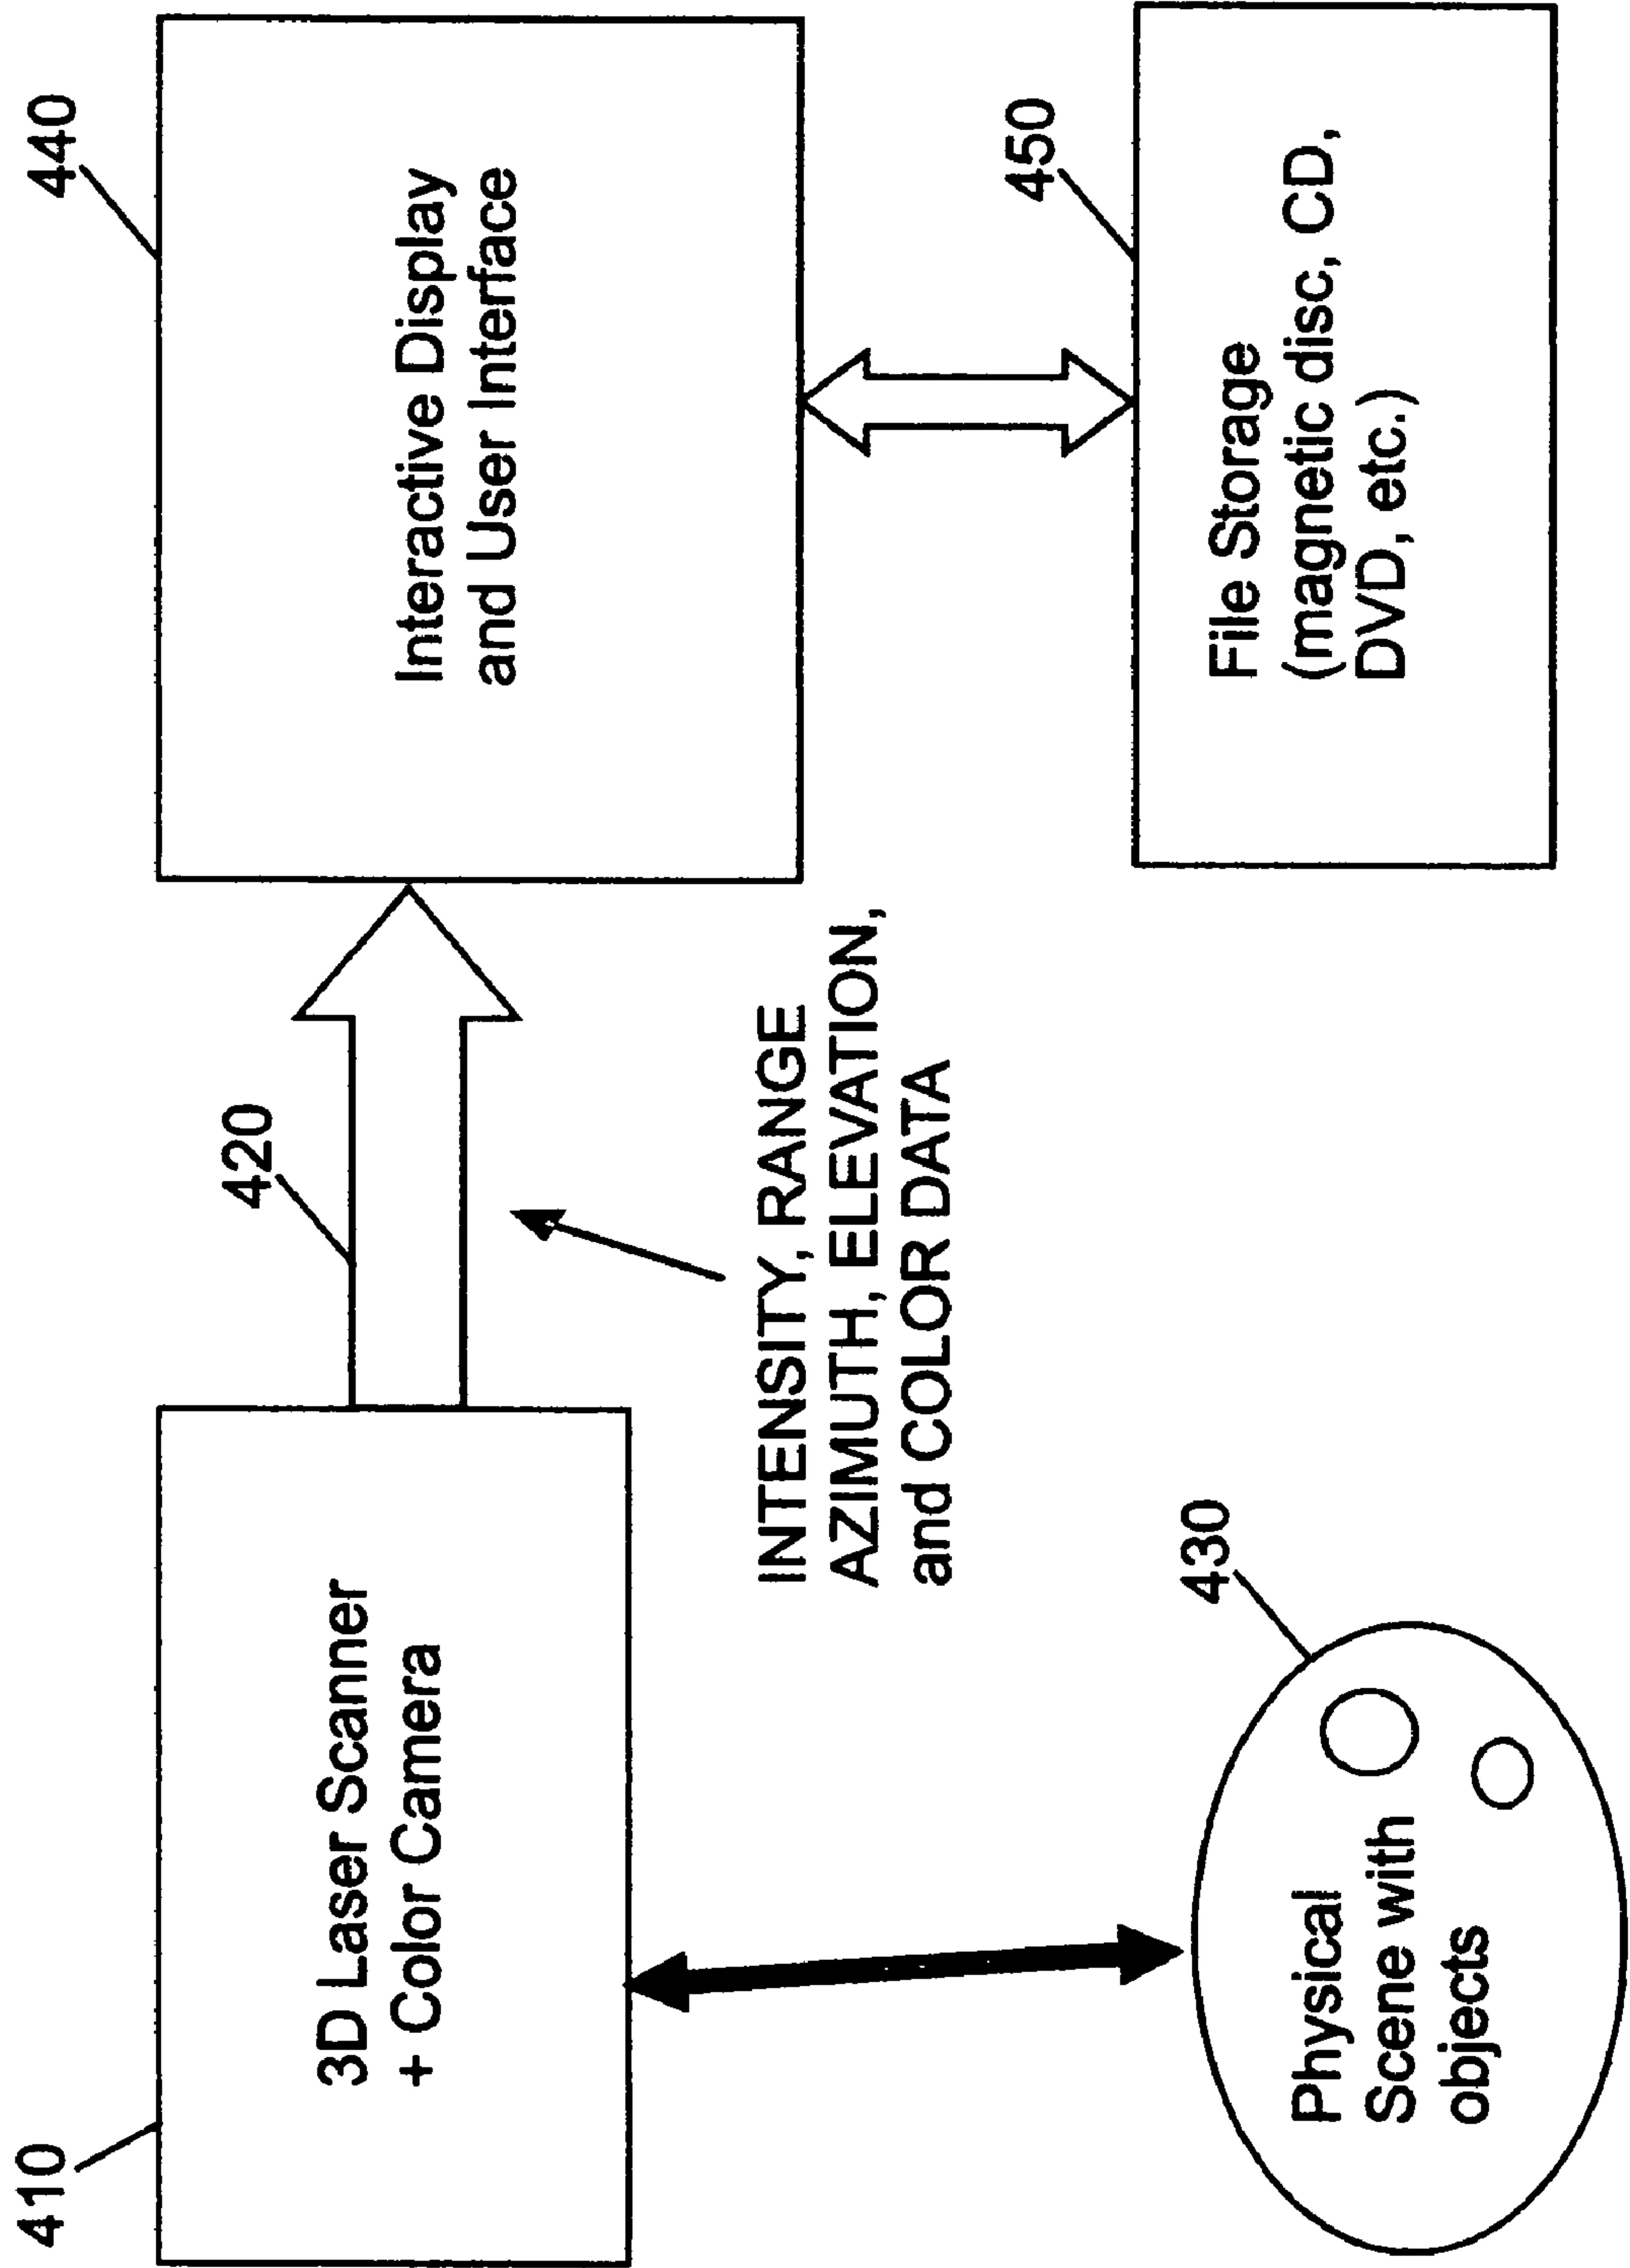 410
3D Laser Scanner
+ Color Camera
420
INTENSITY, RANGE
AZIMUTH, ELEVATION,
and COLOR DATA
440
Interactive Display
and User Interface
430
Physical
Scene with
objects
450
File Storage
(magnetic disc, CD,
DVD, etc.)